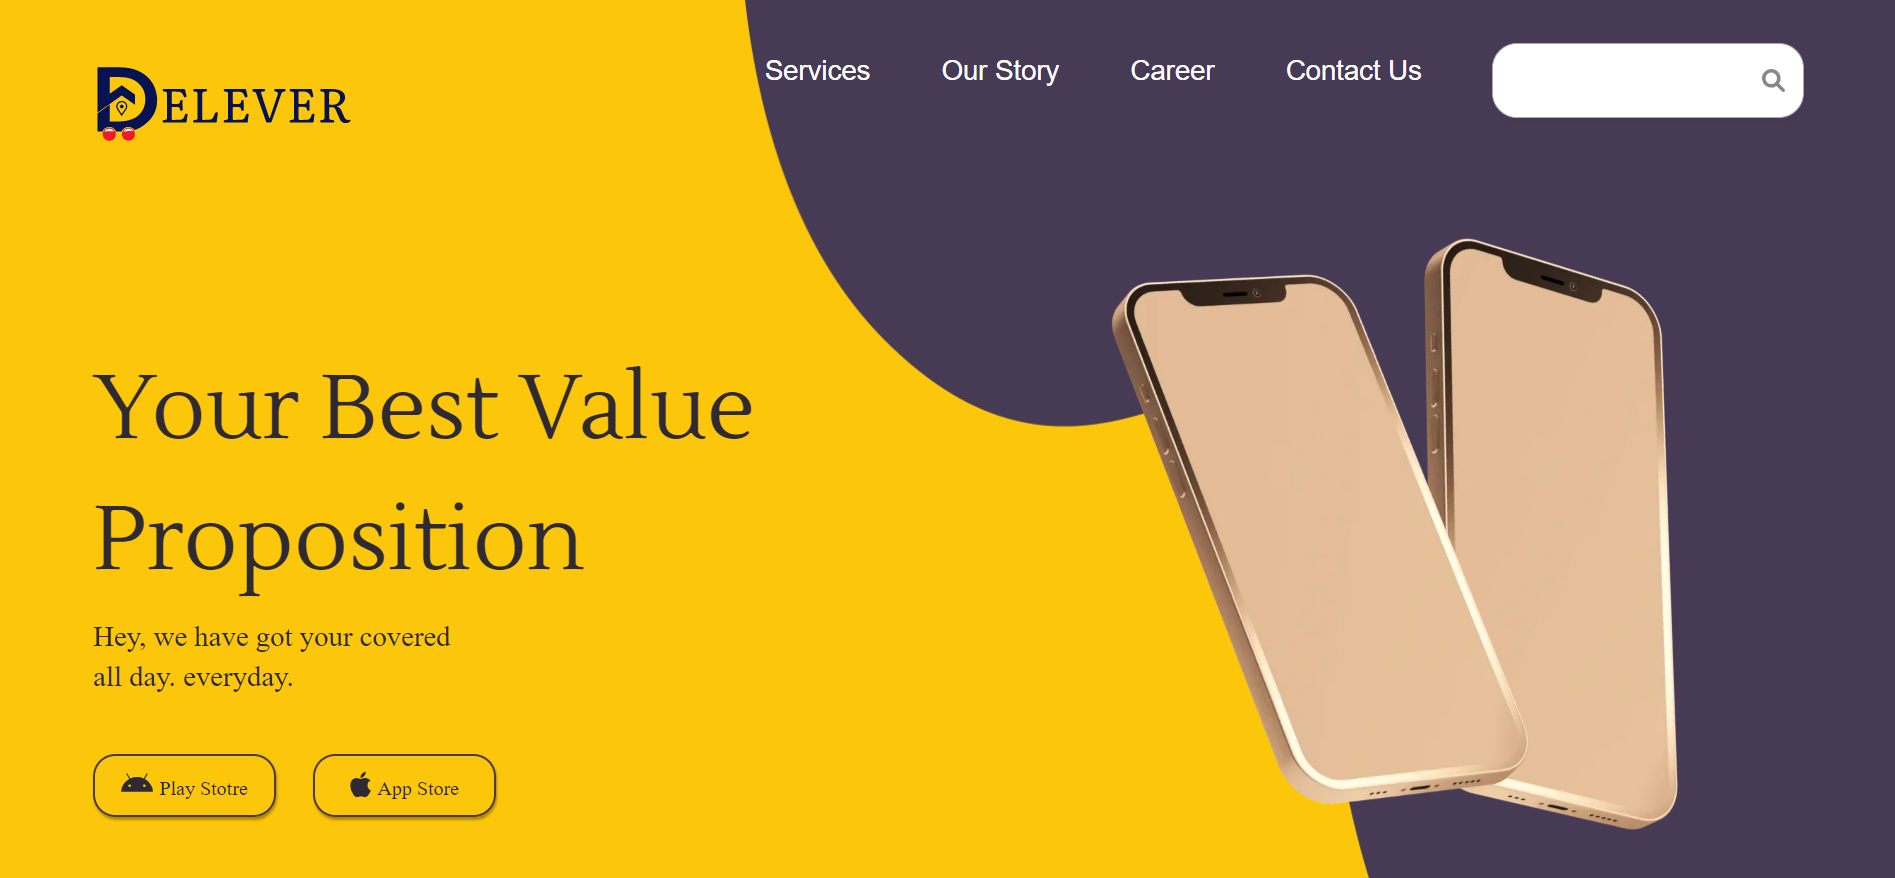 DELEVER
Services Our Story Career Contact Us
Your Best Value
Proposition
Hey, we have got your covered
all day. everyday.
Play Stotre App Store